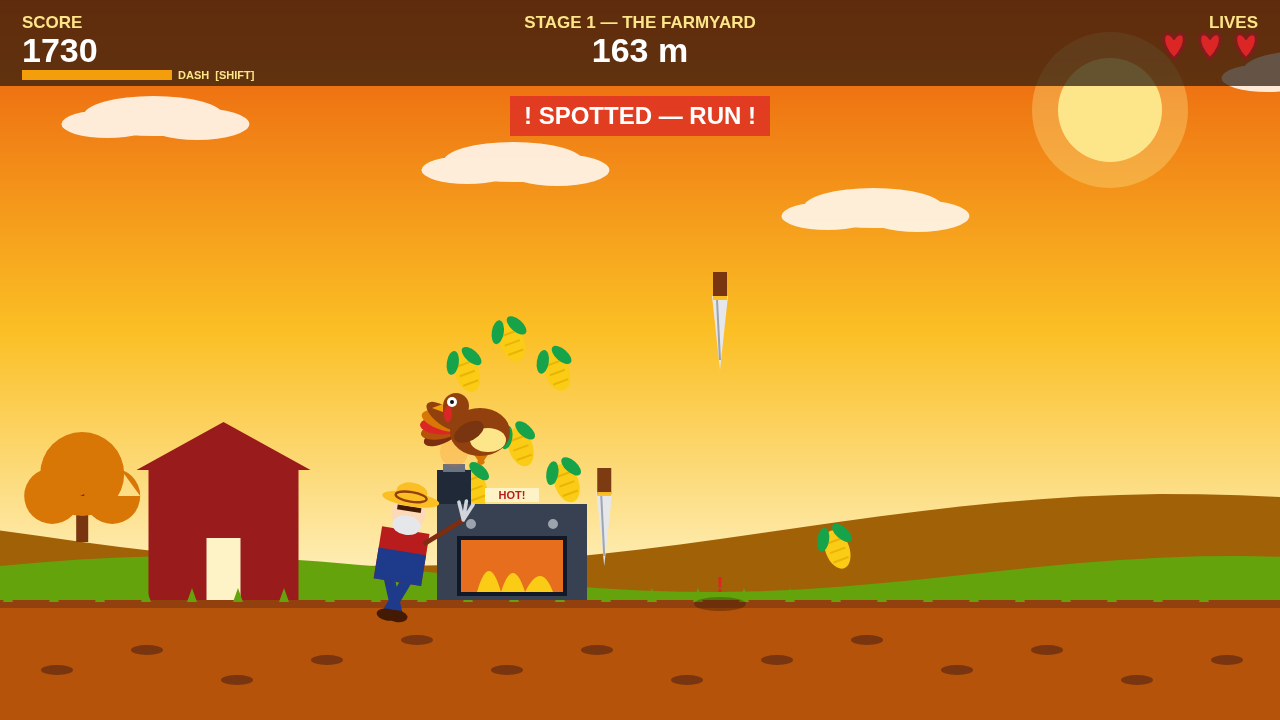 SCORE
1730
DASH [SHIFT]
STAGE 1 — THE FARMYARD
163 m
LIVES
! SPOTTED — RUN !
HOT!